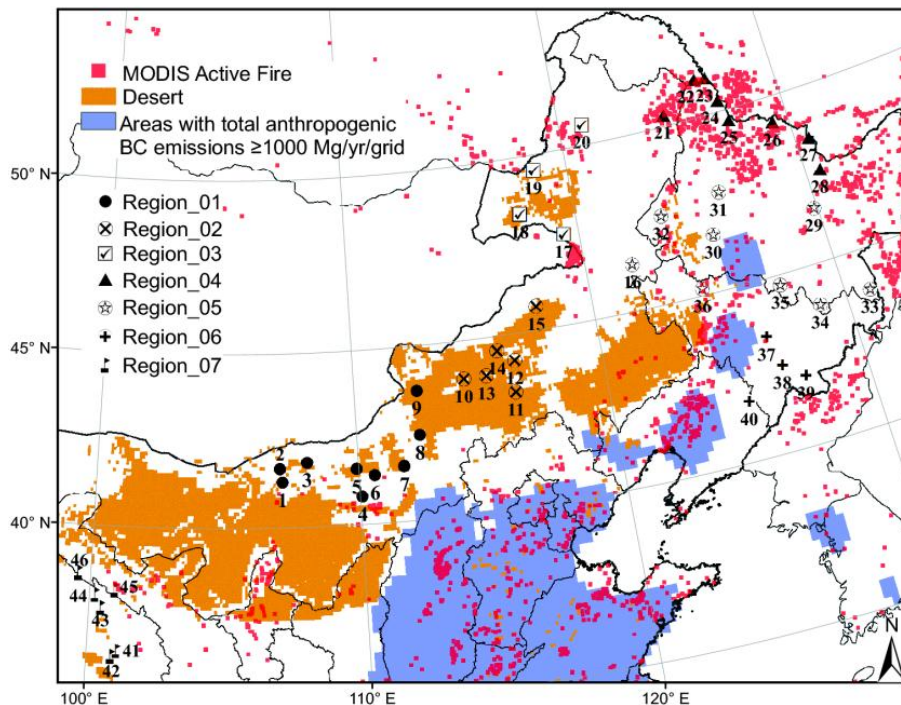 MODIS Active Fire
Desert
Areas with total anthropogenic
BC emissions ≥1000 Mg/yr/grid
Region_01
Region_02
Region_03
Region_04
Region_05
Region_06
Region_07
50° N
45° N
40° N
100° E
110° E
120° E
N
22
23
24
21
25
26
27
20
28
19
31
29
18
32
30
17
16
36
35
34
33
15
37
14
12
38
39
10
13
11
40
9
8
2
3
1
5
6
7
4
46
45
44
43
41
42